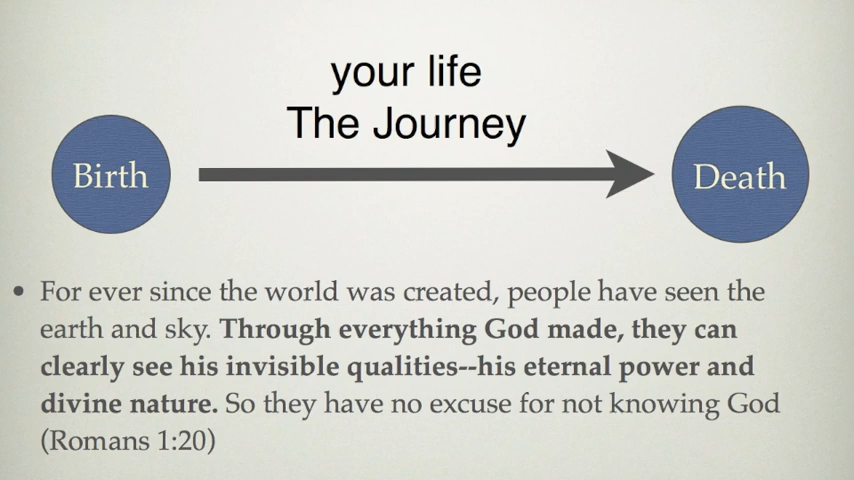 your life
The Journey
Birth
Death
• For ever since the world was created, people have seen the
earth and sky. Through everything God made, they can
clearly see his invisible qualities--his eternal power and
divine nature. So they have no excuse for not knowing God
(Romans 1:20)